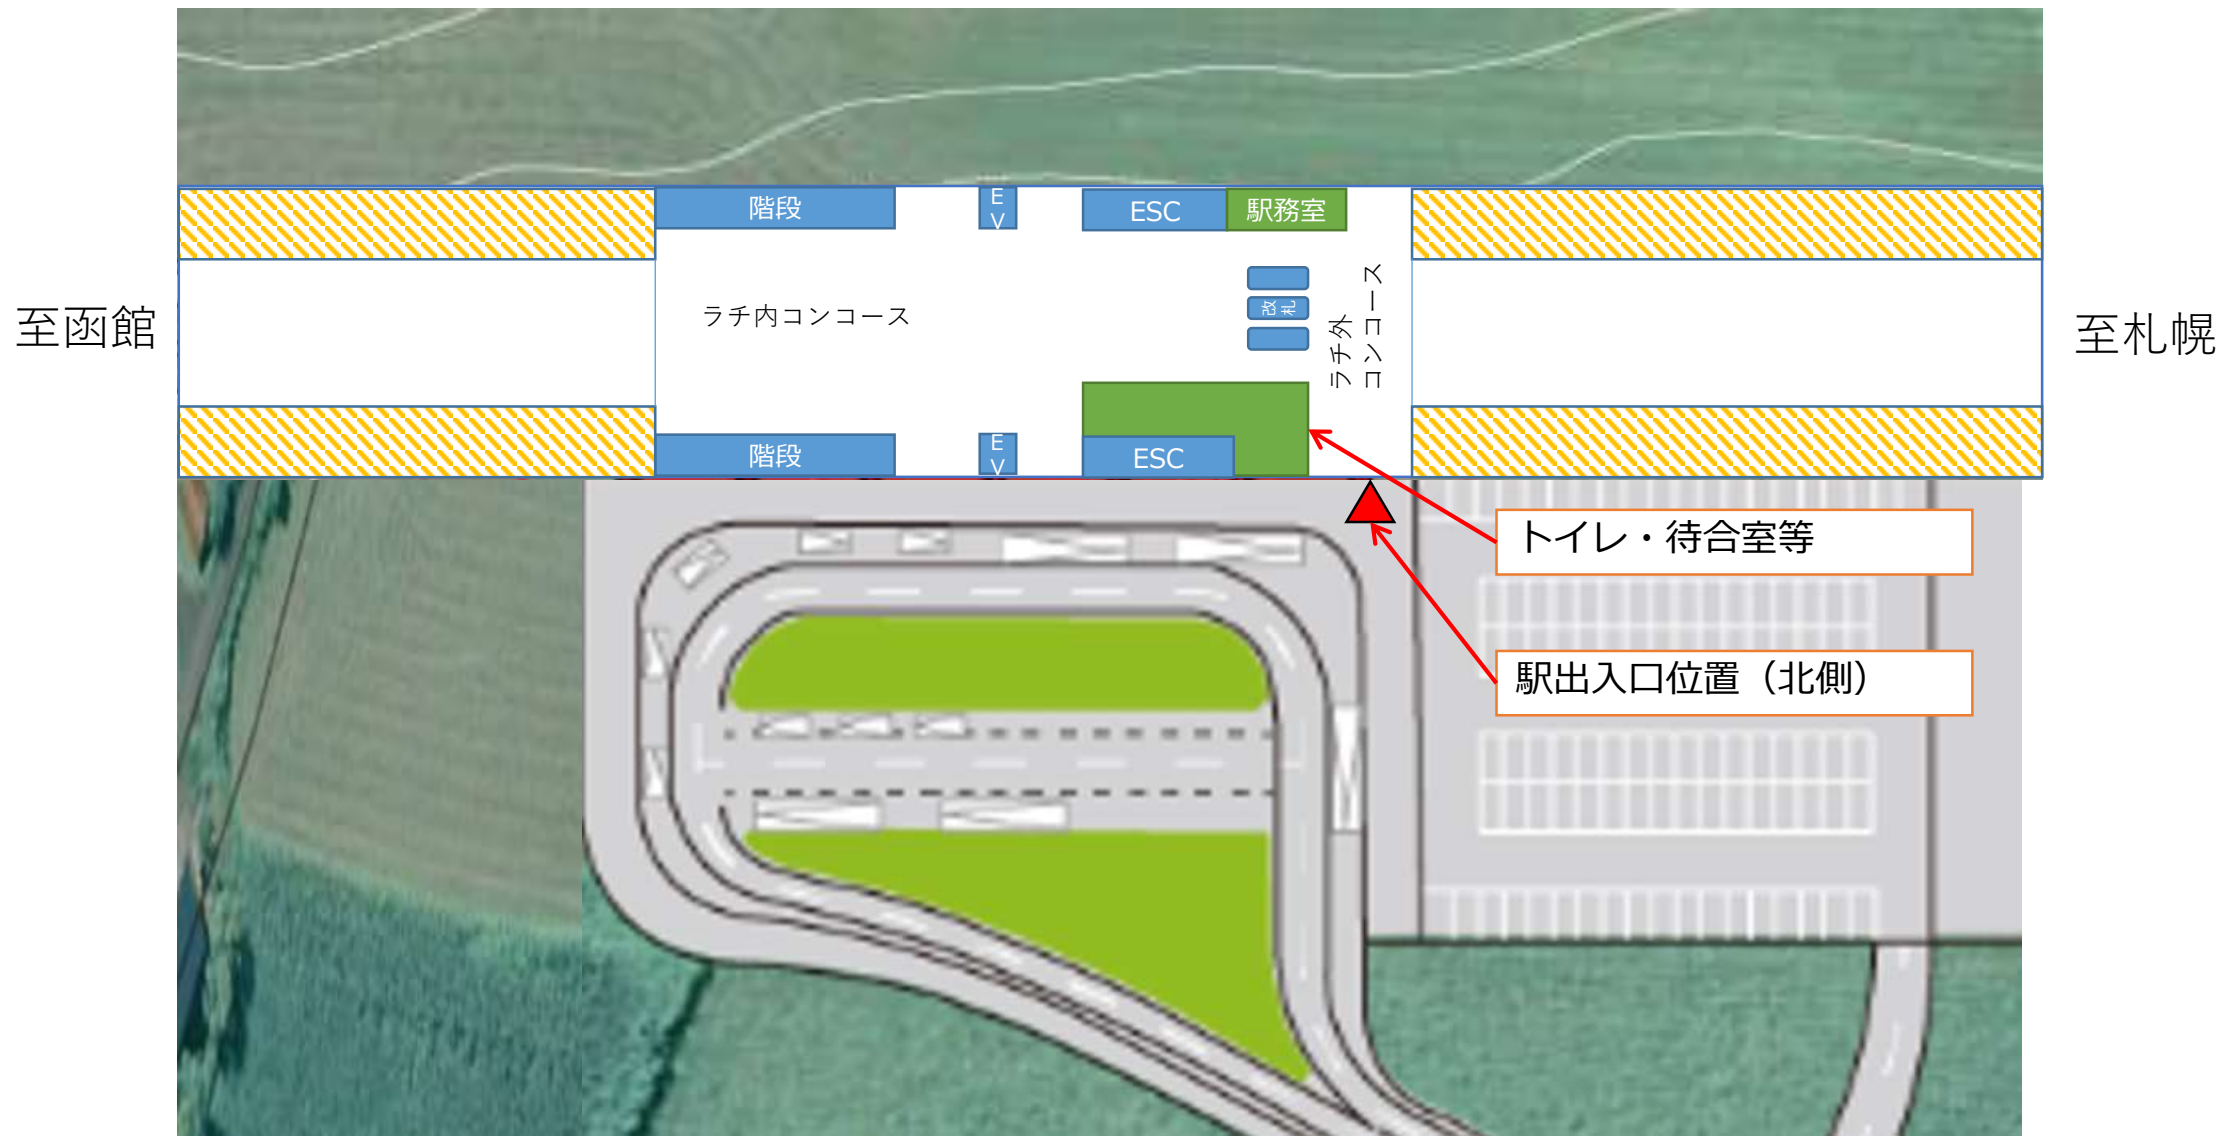 階段
E
V
ESC
駅務室
至函館
ラチ内コンコース
改札
ラチ外
コンコース
至札幌
階段
E
V
ESC
トイレ・待合室等
駅出入口位置（北側）